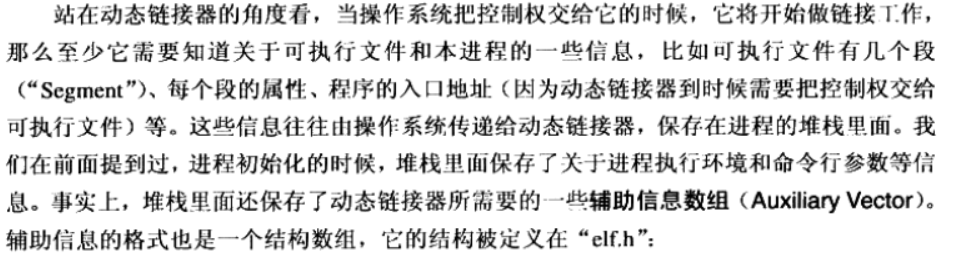 站在动态链接器的角度看，当操作系统把控制权交给它的时候，它将开始做链接工作，
那么至少它需要知道关于可执行文件和本进程的一些信息，比如可执行文件有几个段
（“Segment”）、每个段的属性、程序的入口地址（因为动态链接器到时候需要把控制权交给
可执行文件）等。这些信息往往由操作系统传递给动态链接器，保存在进程的堆栈里面。我
们在前面提到过，进程初始化的时候，堆栈里面保存了关于进程执行环境和命令行参数等信
息。事实上，堆栈里面还保存了动态链接器所需要的一些辅助信息数组（Auxiliary Vector）。
辅助信息的格式也是一个结构数组，它的结构被定义在“elf.h”：